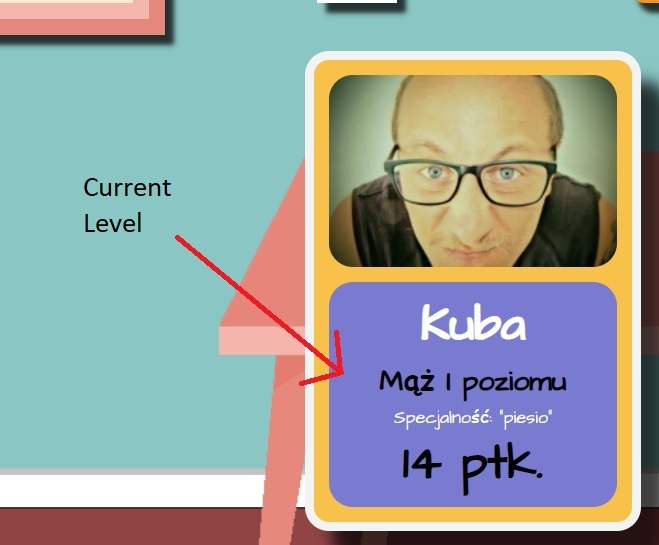 Current
Level
Kuba
Mąż 1 poziomu
Specjalność: "piesio"
14 ptk.